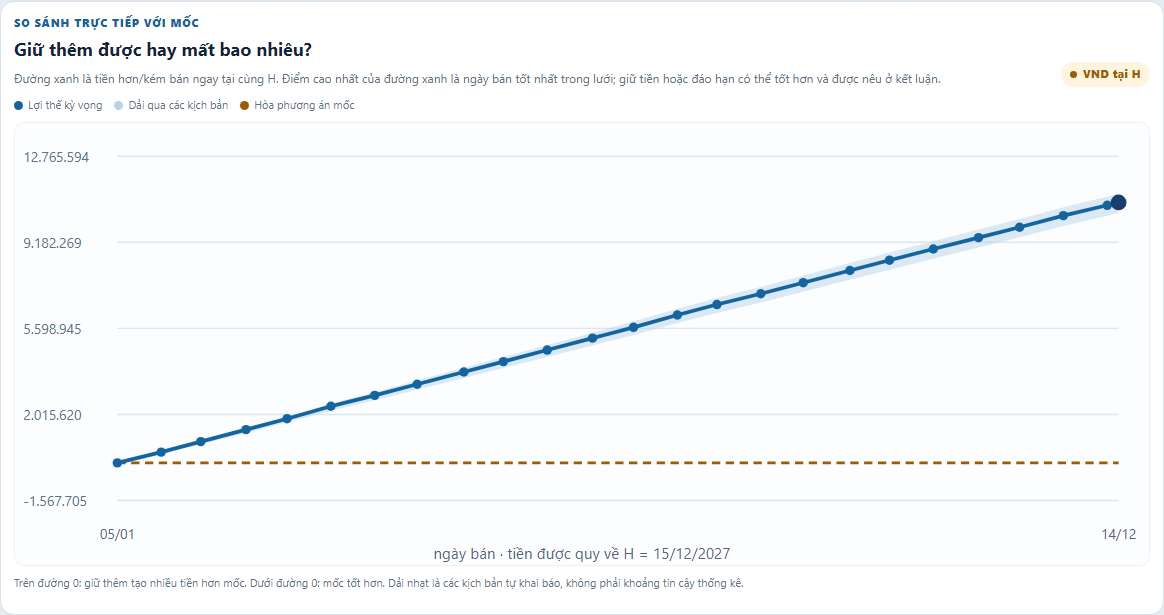 SO SÁNH TRỰC TIẾP VỚI MỐC
Giữ thêm được hay mất bao nhiêu?
Đường xanh là tiền hơn/kém bán ngay tại cùng H. Điểm cao nhất của đường xanh là ngày bán tốt nhất trong lưới; giữ tiền hoặc đáo hạn có thể tốt hơn và được nêu ở kết luận.
VND tại H
Lợi thế kỳ vọng
Dải qua các kịch bản
Hòa phương án mốc
12.765.594
9.182.269
5.598.945
2.015.620
-1.567.705
05/01
14/12
ngày bán · tiền được quy về H = 15/12/2027
Trên đường 0: giữ thêm tạo nhiều tiền hơn mốc. Dưới đường 0: mốc tốt hơn. Dải nhạt là các kịch bản tự khai báo, không phải khoảng tin cậy thống kê.